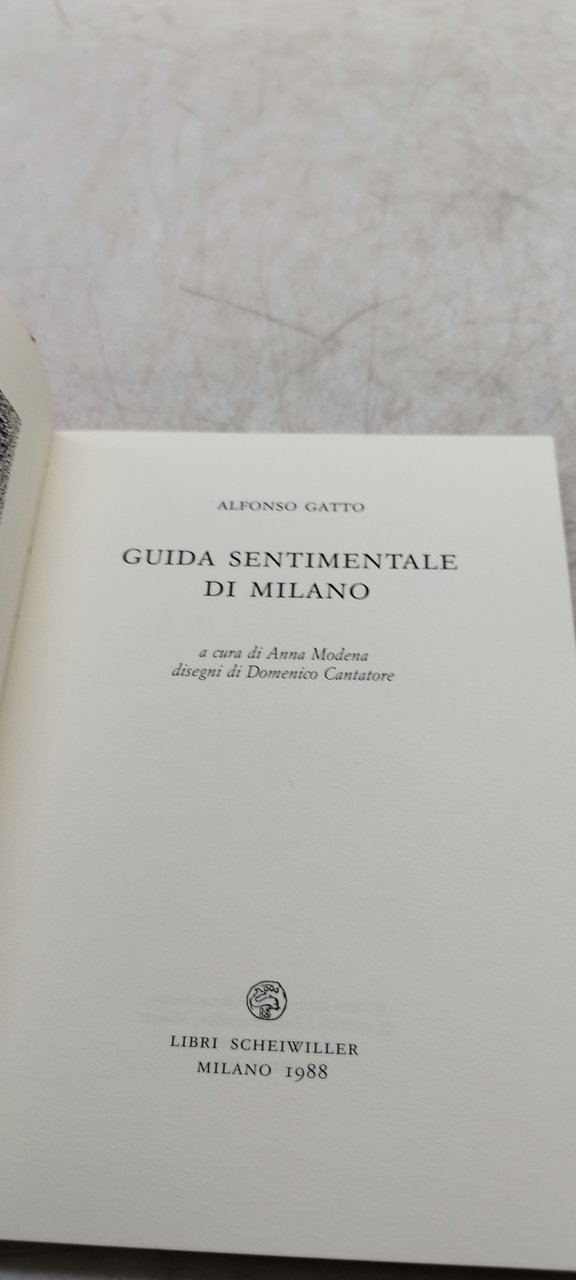 ALFONSO GATTO
GUIDA SENTIMENTALE
DI MILANO
a cura di Anna Modena
disegni di Domenico Cantatore
LIBRI SCHEIWILLER
MILANO 1988